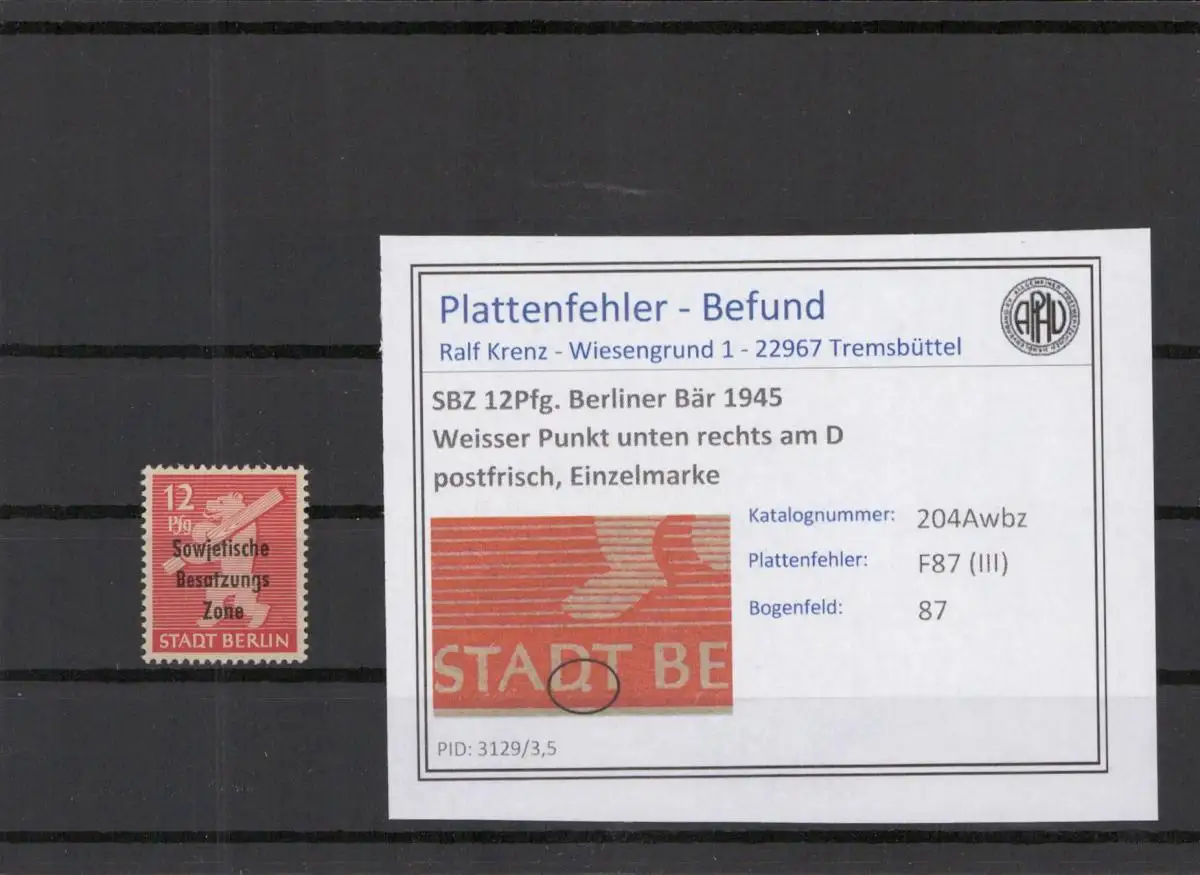 12
Pfg
Sowjetische
Besatzungs
Zone
STADT BERLIN
Plattenfehler - Befund
Ralf Krenz - Wiesengrund 1 - 22967 Tremsbüttel
APHV
SBZ 12Pfg. Berliner Bär 1945
Weisser Punkt unten rechts am D
postfrisch, Einzelmarke
STADT BE
Katalognummer: 204Awbz
Plattenfehler: F87 (III)
Bogenfeld: 87
PID: 3129/3,5